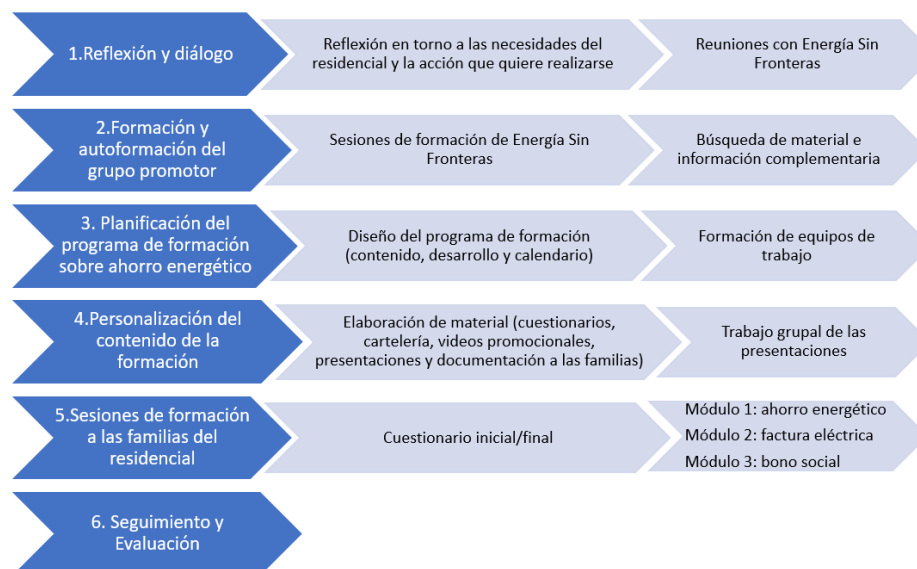 1.Reflexión y diálogo
Reflexión en torno a las necesidades del
residencial y la acción que quiere realizarse
Reuniones con Energía Sin
Fronteras
2.Formación y
autoformación del
grupo promotor
Sesiones de formación de Energía Sin
Fronteras
Búsqueda de material e
información complementaria
3. Planificación del
programa de formación
sobre ahorro energético
Diseño del programa de formación
(contenido, desarrollo y calendario)
Formación de equipos de
trabajo
4.Personalización del
contenido de la
formación
Elaboración de material (cuestionarios,
cartelería, videos promocionales,
presentaciones y documentación a las familias)
Trabajo grupal de las
presentaciones
5.Sesiones de formación
a las familias del
residencial
Cuestionario inicial/final
Módulo 1: ahorro energético
Módulo 2: factura eléctrica
Módulo 3: bono social
6. Seguimiento y
Evaluación